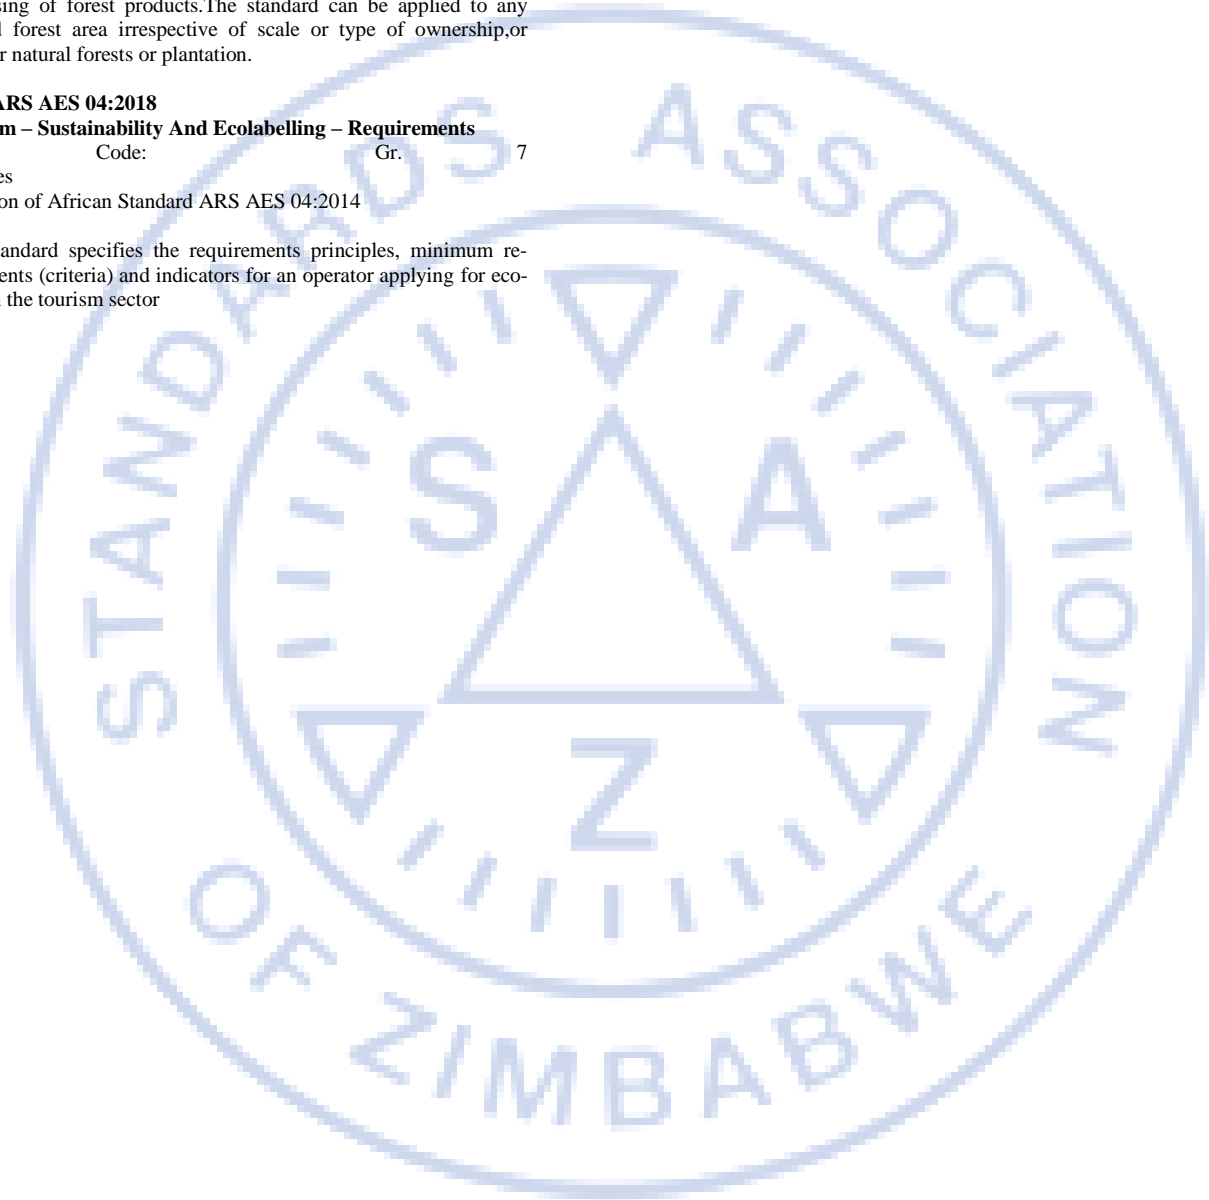 sing of forest products.The standard can be applied to any
forest area irrespective of scale or type of ownership,or
r natural forests or plantation.
ARS AES 04:2018
m – Sustainability And Ecolabelling – Requirements
Code: Gr. 7
es
on of African Standard ARS AES 04:2014
andard specifies the requirements principles, minimum re-
ents (criteria) and indicators for an operator applying for eco-
the tourism sector
STANDARDS ASSOCIATION
OF ZIMBABWE
S A
Z